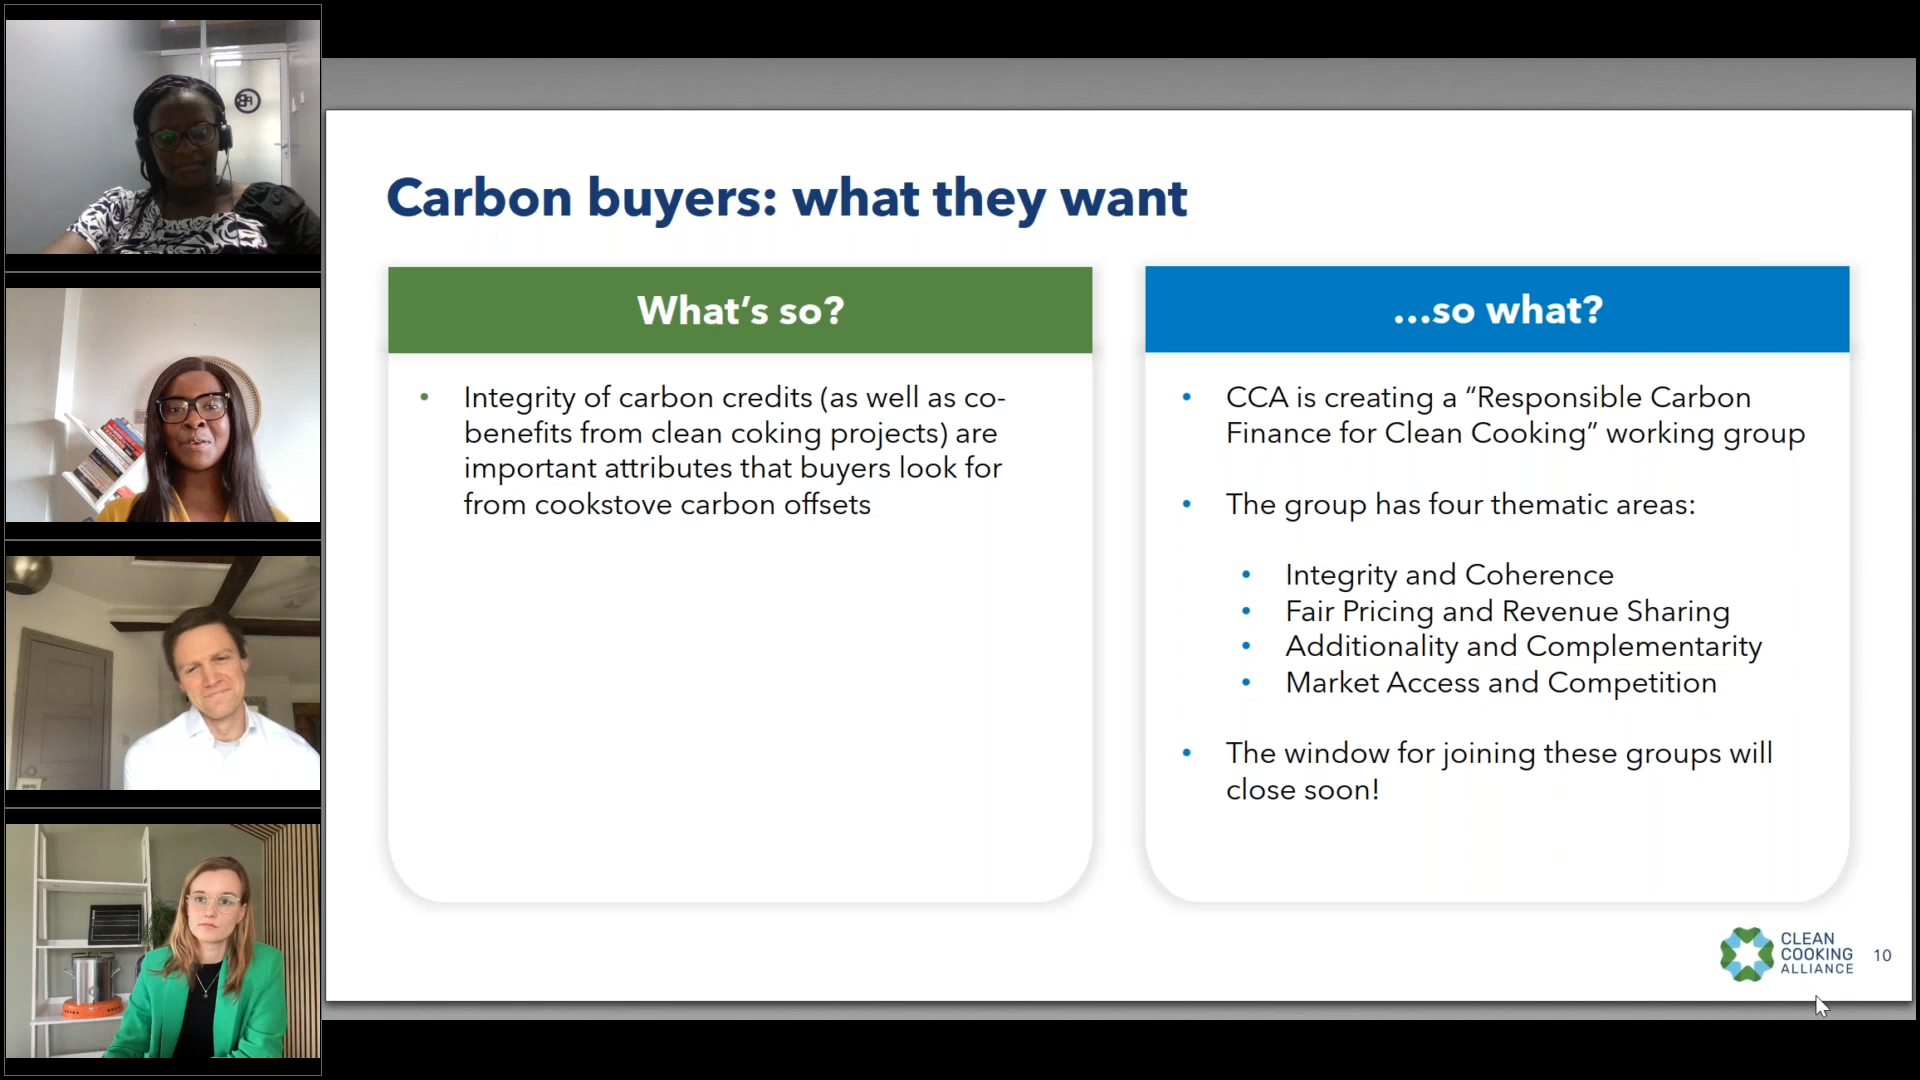 Carbon buyers: what they want
What's so?
• Integrity of carbon credits (as well as co-
benefits from clean coking projects) are
important attributes that buyers look for
from cookstove carbon offsets
...so what?
• CCA is creating a “Responsible Carbon
Finance for Clean Cooking” working group
• The group has four thematic areas:
• Integrity and Coherence
• Fair Pricing and Revenue Sharing
• Additionality and Complementarity
• Market Access and Competition
• The window for joining these groups will
close soon!
CLEAN
COOKING
ALLIANCE
10